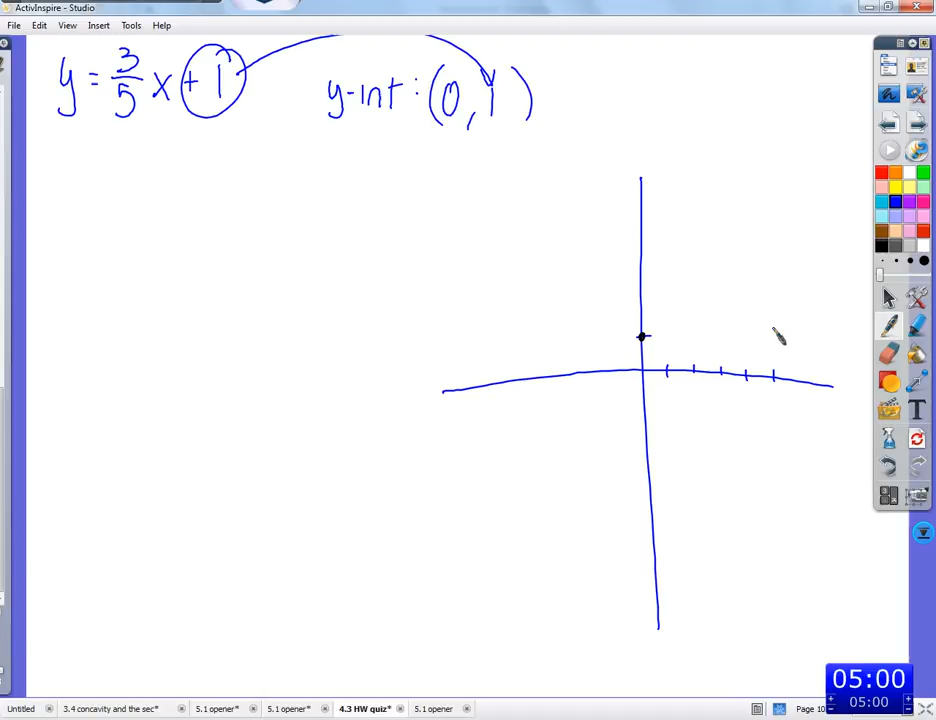 ActivInspire - Studio
File Edit View Insert Tools Help
y = 3/5 x + 1 y-int : (0, 1)
05:00
05:00
Untitled 3.4 concavity and the sec* 5.1 opener* 5.1 opener* 4.3 HW quiz* 5.1 opener Page 10